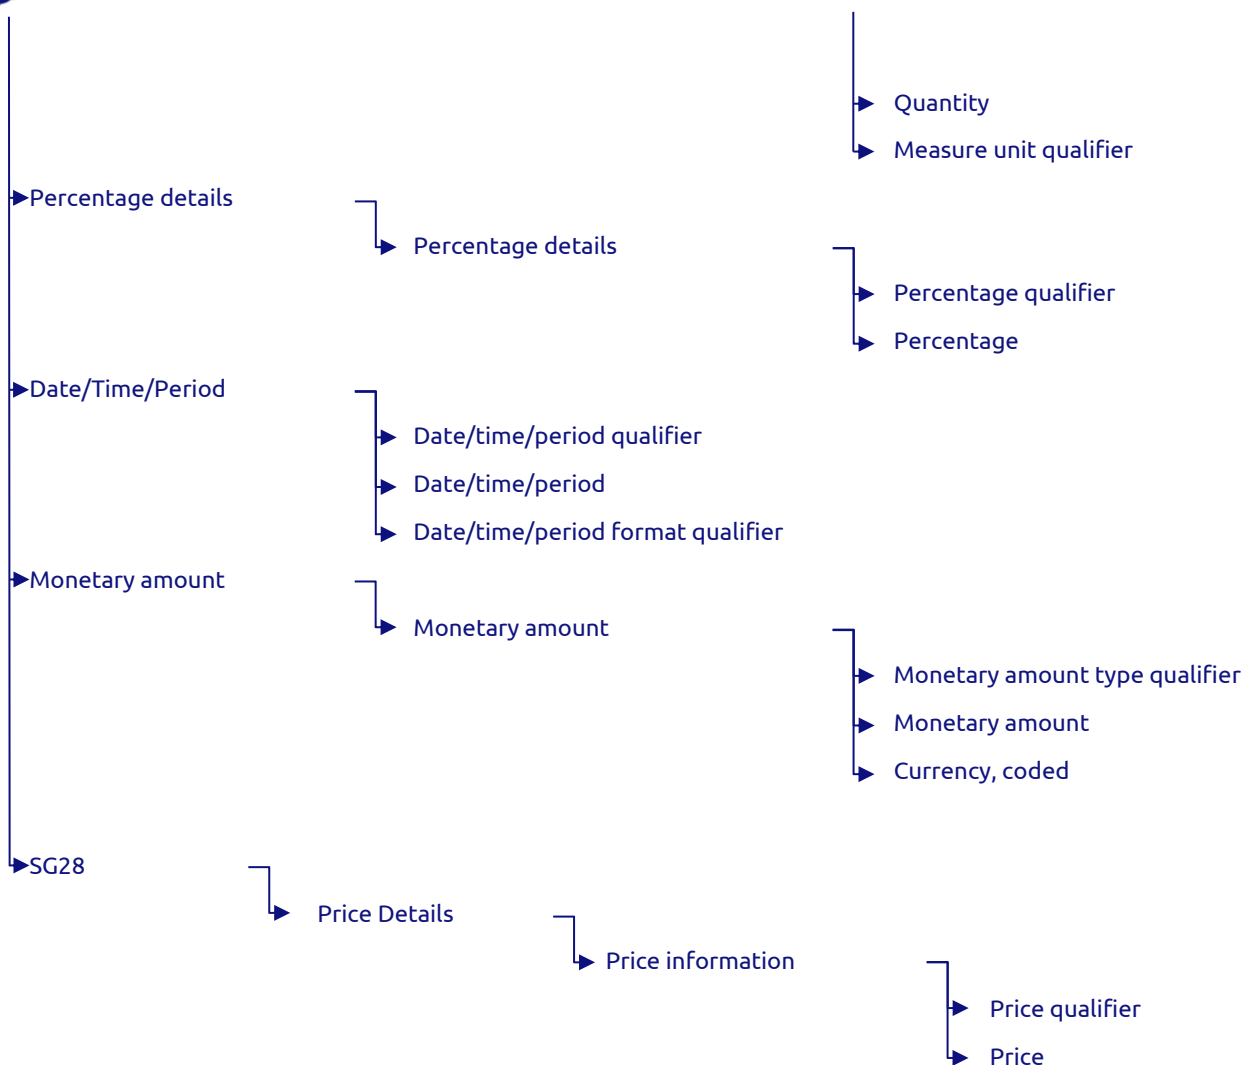 Quantity
Measure unit qualifier
Percentage details
Percentage details
Percentage qualifier
Percentage
Date/Time/Period
Date/time/period qualifier
Date/time/period
Date/time/period format qualifier
Monetary amount
Monetary amount
Monetary amount type qualifier
Monetary amount
Currency, coded
SG28
Price Details
Price information
Price qualifier
Price